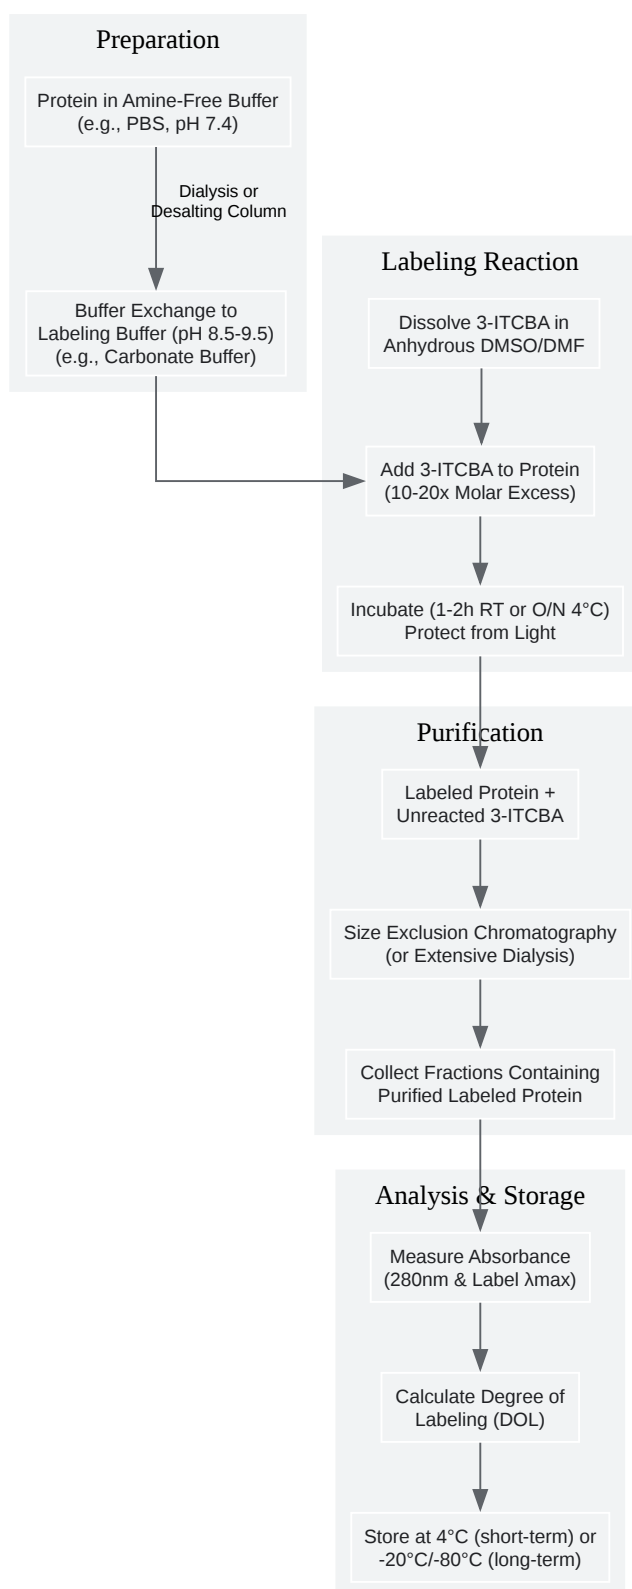 Preparation
Protein in Amine-Free Buffer
(e.g., PBS, pH 7.4)
Dialysis or
Desalting Column
Buffer Exchange to
Labeling Buffer (pH 8.5-9.5)
(e.g., Carbonate Buffer)
Labeling Reaction
Dissolve 3-ITCBA in
Anhydrous DMSO/DMF
Add 3-ITCBA to Protein
(10-20x Molar Excess)
Incubate (1-2h RT or O/N 4°C)
Protect from Light
Purification
Labeled Protein +
Unreacted 3-ITCBA
Size Exclusion Chromatography
(or Extensive Dialysis)
Collect Fractions Containing
Purified Labeled Protein
Analysis & Storage
Measure Absorbance
(280nm & Label λmax)
Calculate Degree of
Labeling (DOL)
Store at 4°C (short-term) or
-20°C/-80°C (long-term)